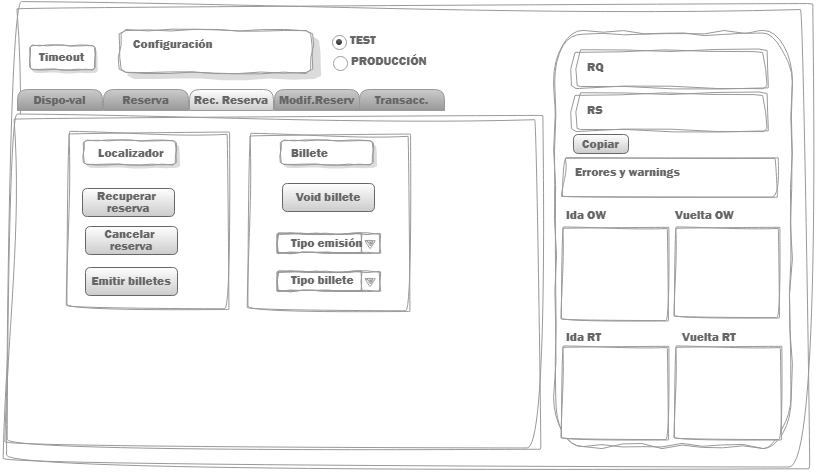 Timeout
Configuración
TEST
PRODUCCIÓN
Dispo-val
Reserva
Rec. Reserva
Modif.Reserv
Transacc.
Localizador
Recuperar
reserva
Cancelar
reserva
Emitir billetes
Billete
Void billete
Tipo emisión
Tipo billete
RQ
RS
Copiar
Errores y warnings
Ida OW
Vuelta OW
Ida RT
Vuelta RT